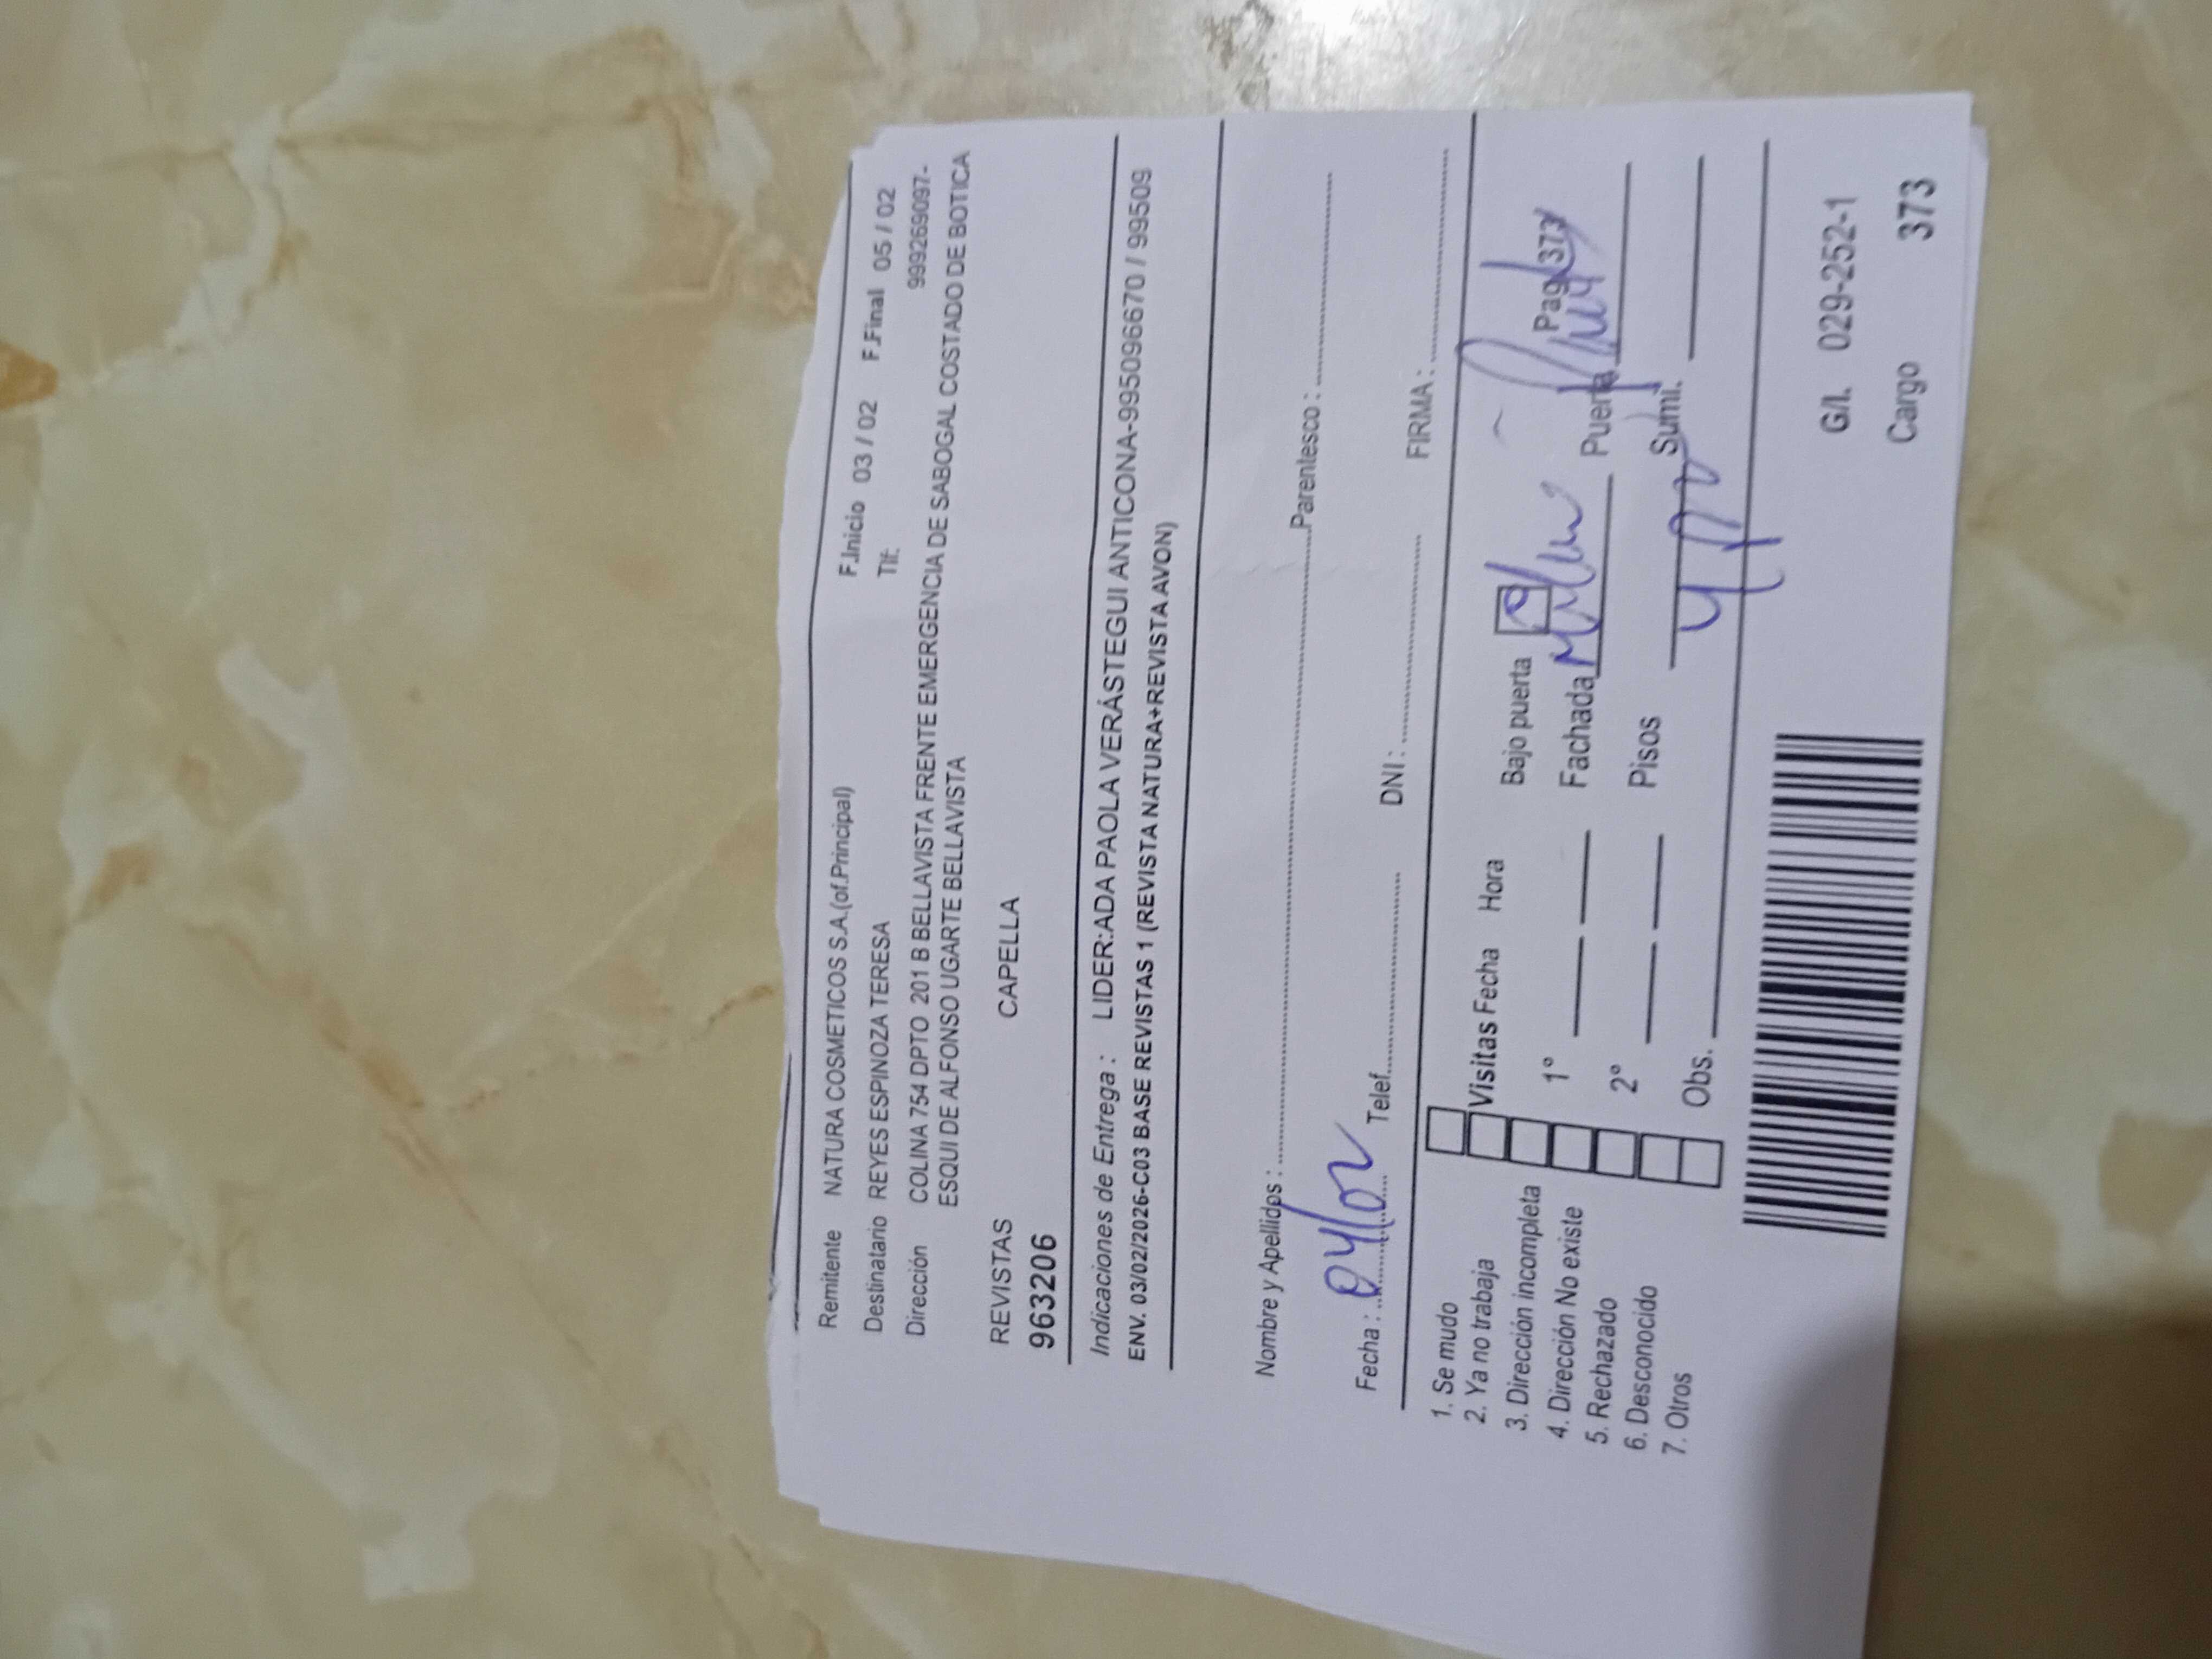 Remitente NATURA COSMETICOS S.A.(of.Principal) F.Inicio 03 / 02 F.Final 05 / 02
Destinatario REYES ESPINOZA TERESA Tlf. 999269097-
Dirección COLINA 754 DPTO 201 B BELLAVISTA FRENTE EMERGENCIA DE SABOGAL COSTADO DE BOTICA
ESQUI DE ALFONSO UGARTE BELLAVISTA
REVISTAS CAPELLA
963206
Indicaciones de Entrega : LIDER:ADA PAOLA VERÁSTEGUI ANTICONA-995096670 / 99509
ENV. 03/02/2026-C03 BASE REVISTAS 1 (REVISTA NATURA+REVISTA AVON)
Nombre y Apellidos : Parentesco :
Fecha : 04/02 Telef. DNI : FIRMA :
1. Se mudo
2. Ya no trabaja
3. Dirección incompleta
4. Dirección No existe
5. Rechazado
6. Desconocido
7. Otros
Visitas Fecha Hora Bajo puerta
1° Fachada Puerta Pag 373
2° Pisos Sumi.
Obs.
G/l. 029-252-1
Cargo 373